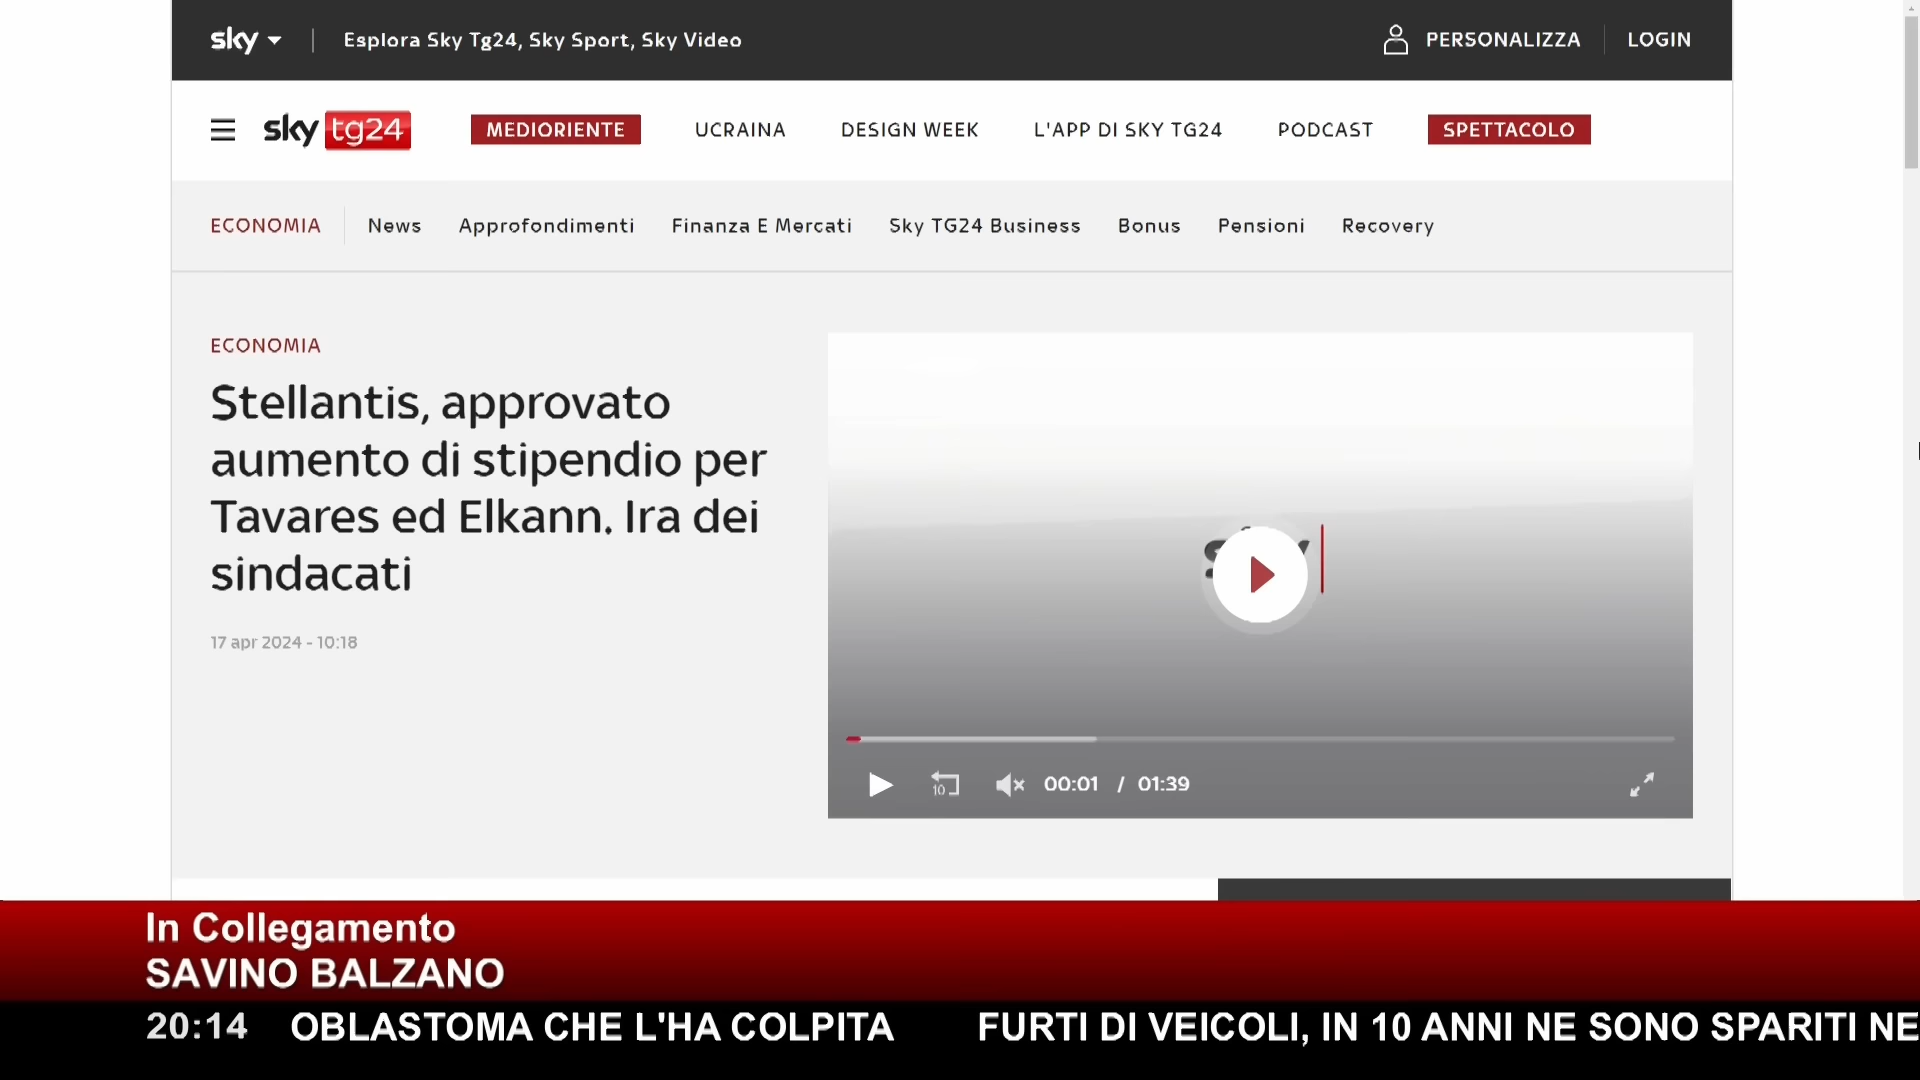 sky | Esplora Sky Tg24, Sky Sport, Sky Video PERSONALIZZA LOGIN
sky tg24 MEDIORIENTE UCRAINA DESIGN WEEK L'APP DI SKY TG24 PODCAST SPETTACOLO
ECONOMIA News Approfondimenti Finanza E Mercati Sky TG24 Business Bonus Pensioni Recovery
ECONOMIA
Stellantis, approvato
aumento di stipendio per
Tavares ed Elkann. Ira dei
sindacati
17 apr 2024 - 10:18
10 00:01 / 01:39
In Collegamento
SAVINO BALZANO
20:14 OBLASTOMA CHE L'HA COLPITA FURTI DI VEICOLI, IN 10 ANNI NE SONO SPARITI NE